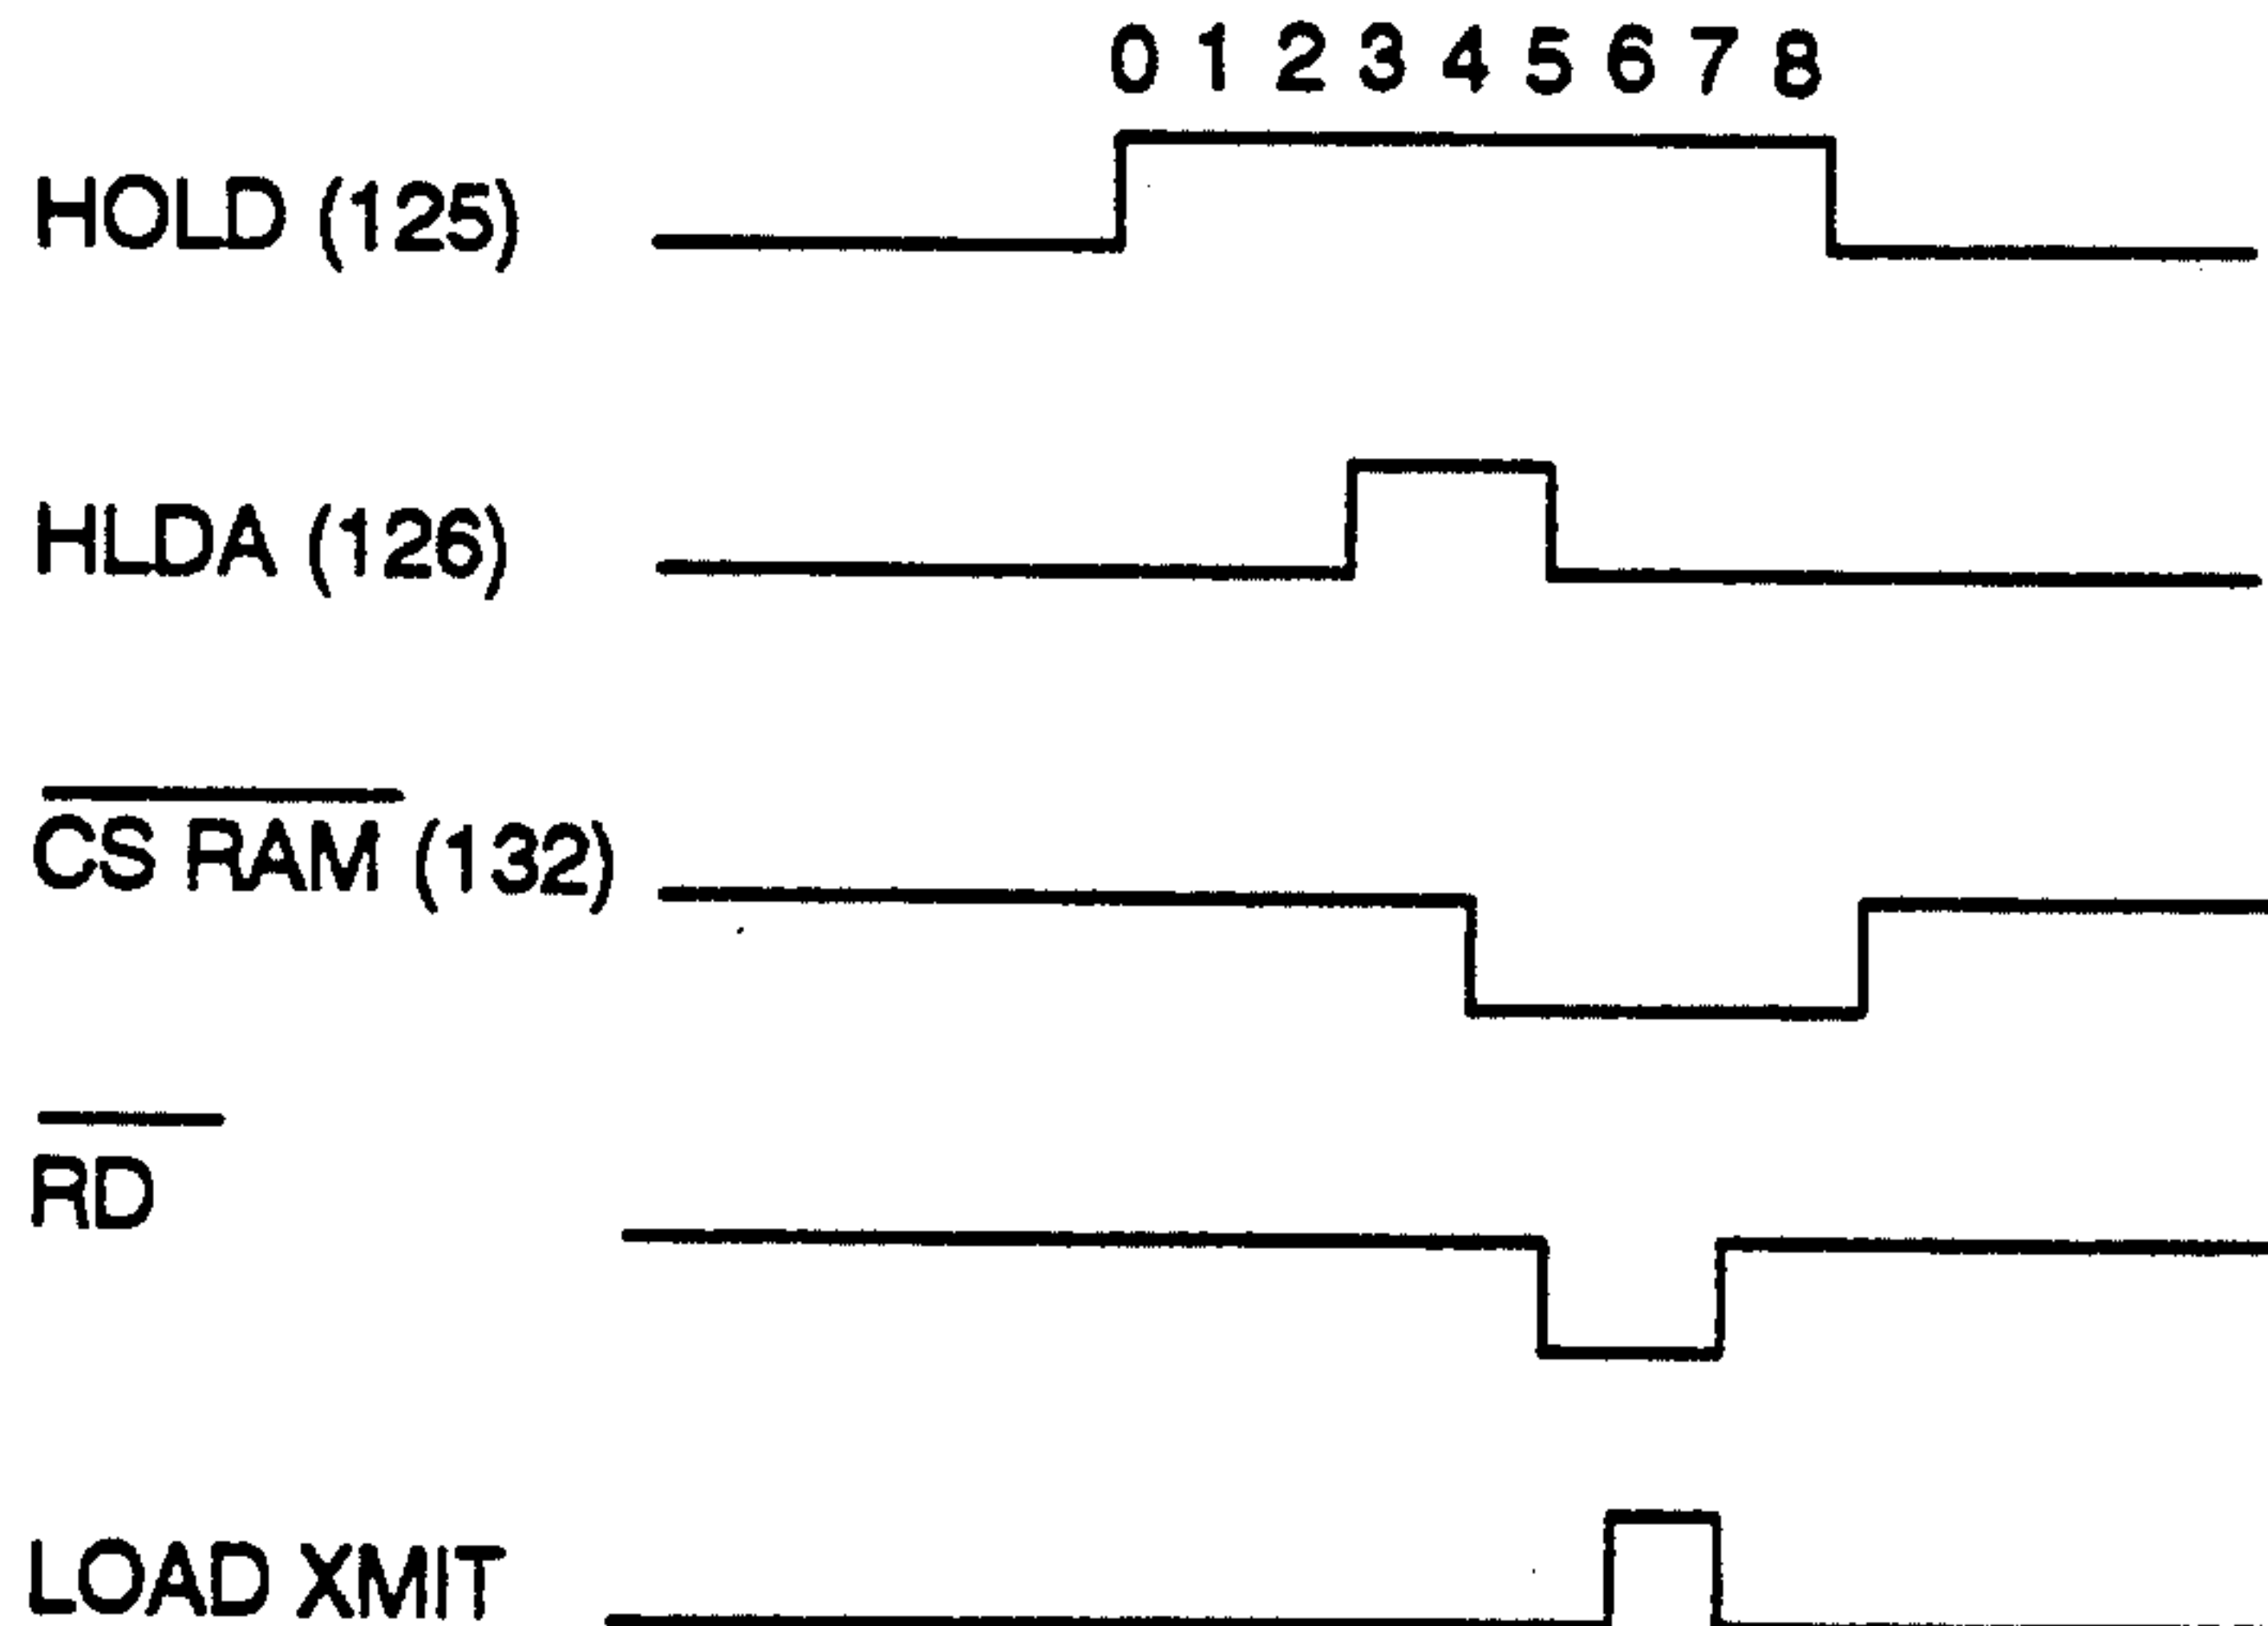 0 1 2 3 4 5 6 7 8
HOLD (125)
HLDA (126)
CS RAM (132)
RD
LOAD XMIT